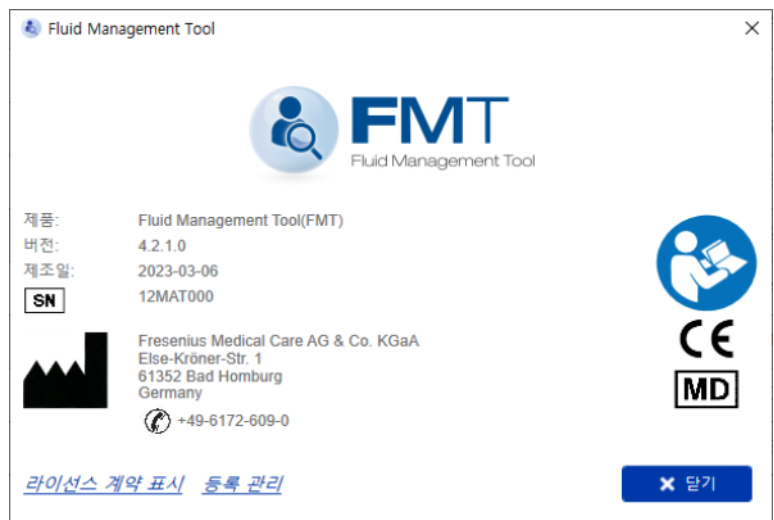 Fluid Management Tool
FMT
Fluid Management Tool
제품: Fluid Management Tool(FMT)
버전: 4.2.1.0
제조일: 2023-03-06
SN 12MAT000
Fresenius Medical Care AG & Co. KGaA
Else-Kröner-Str. 1
61352 Bad Homburg
Germany
+49-6172-609-0
CE
MD
라이선스 계약 표시 등록 관리
닫기